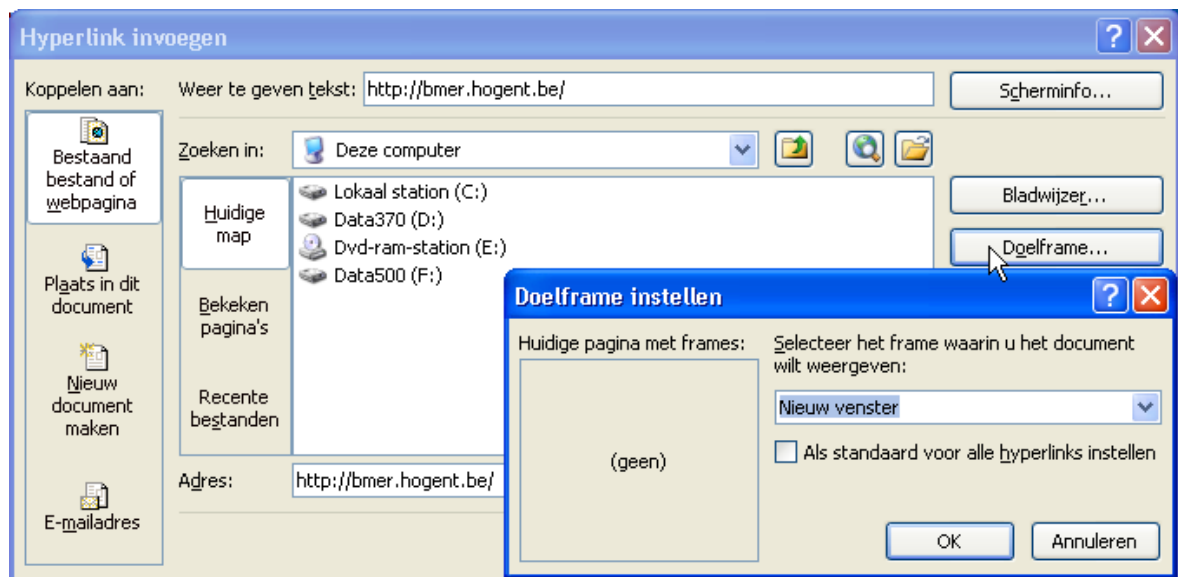 Hyperlink invoegen
Koppelen aan:
Weer te geven tekst: http://bmer.hogent.be/
Scherminfo...
Bestaand
bestand of
webpagina
Plaats in dit
document
Nieuw
document
maken
E-mailadres
Zoeken in:
Deze computer
Huidige
map
Bekeken
pagina's
Recente
bestanden
Lokaal station (C:)
Data370 (D:)
Dvd-ram-station (E:)
Data500 (F:)
Bladwijzer...
Doelframe...
Adres: http://bmer.hogent.be/
Doelframe instellen
Huidige pagina met frames:
(geen)
Selecteer het frame waarin u het document
wilt weergeven:
Nieuw venster
Als standaard voor alle hyperlinks instellen
OK
Annuleren